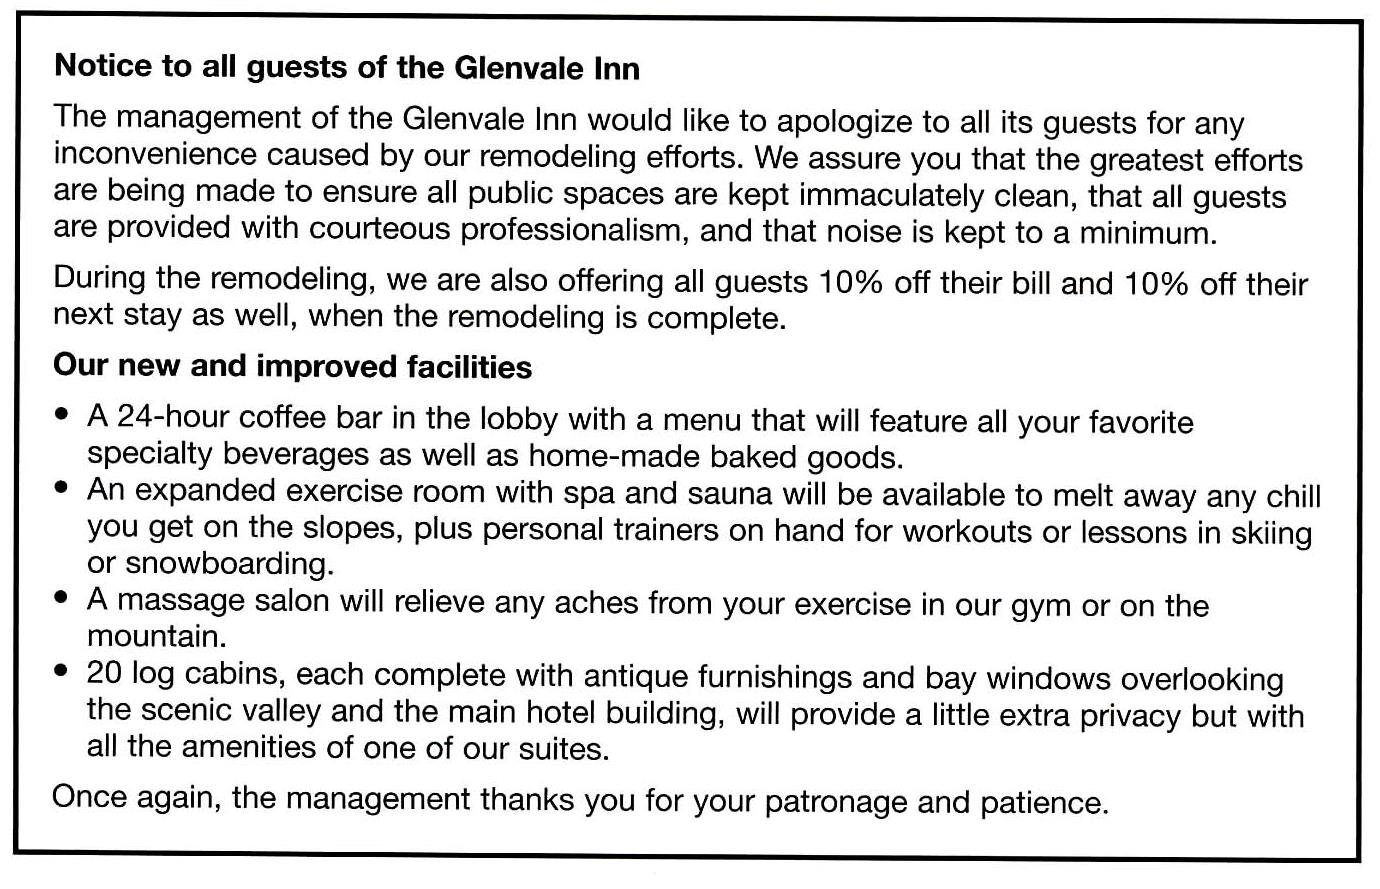 Notice to all guests of the Glenvale Inn
The management of the Glenvale Inn would like to apologize to all its guests for any
inconvenience caused by our remodeling efforts. We assure you that the greatest efforts
are being made to ensure all public spaces are kept immaculately clean, that all guests
are provided with courteous professionalism, and that noise is kept to a minimum.
During the remodeling, we are also offering all guests 10% off their bill and 10% off their
next stay as well, when the remodeling is complete.
Our new and improved facilities
• A 24-hour coffee bar in the lobby with a menu that will feature all your favorite
specialty beverages as well as home-made baked goods.
• An expanded exercise room with spa and sauna will be available to melt away any chill
you get on the slopes, plus personal trainers on hand for workouts or lessons in skiing
or snowboarding.
• A massage salon will relieve any aches from your exercise in our gym or on the
mountain.
• 20 log cabins, each complete with antique furnishings and bay windows overlooking
the scenic valley and the main hotel building, will provide a little extra privacy but with
all the amenities of one of our suites.
Once again, the management thanks you for your patronage and patience.